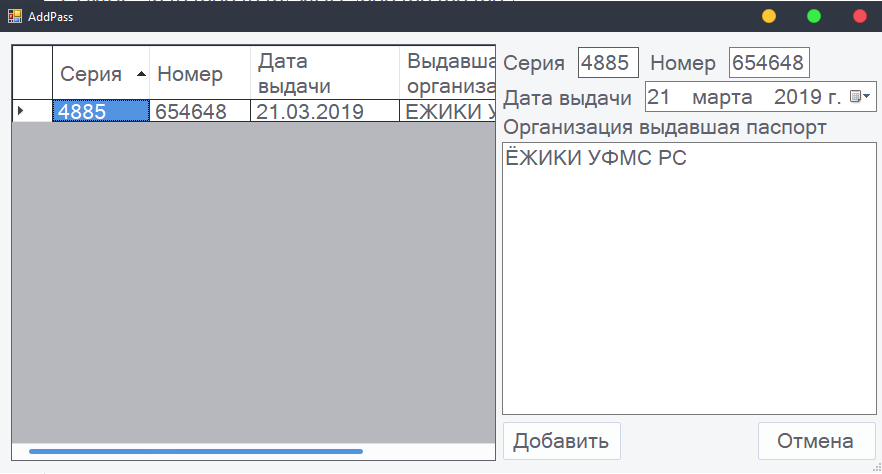 AddPass
Серия Номер Дата выдачи Выдавша организа
4885 654648 21.03.2019 ЁЖИКИ У
Серия 4885 Номер 654648
Дата выдачи 21 марта 2019 г.
Организация выдавшая паспорт
ЁЖИКИ УФМС РС
Добавить Отмена